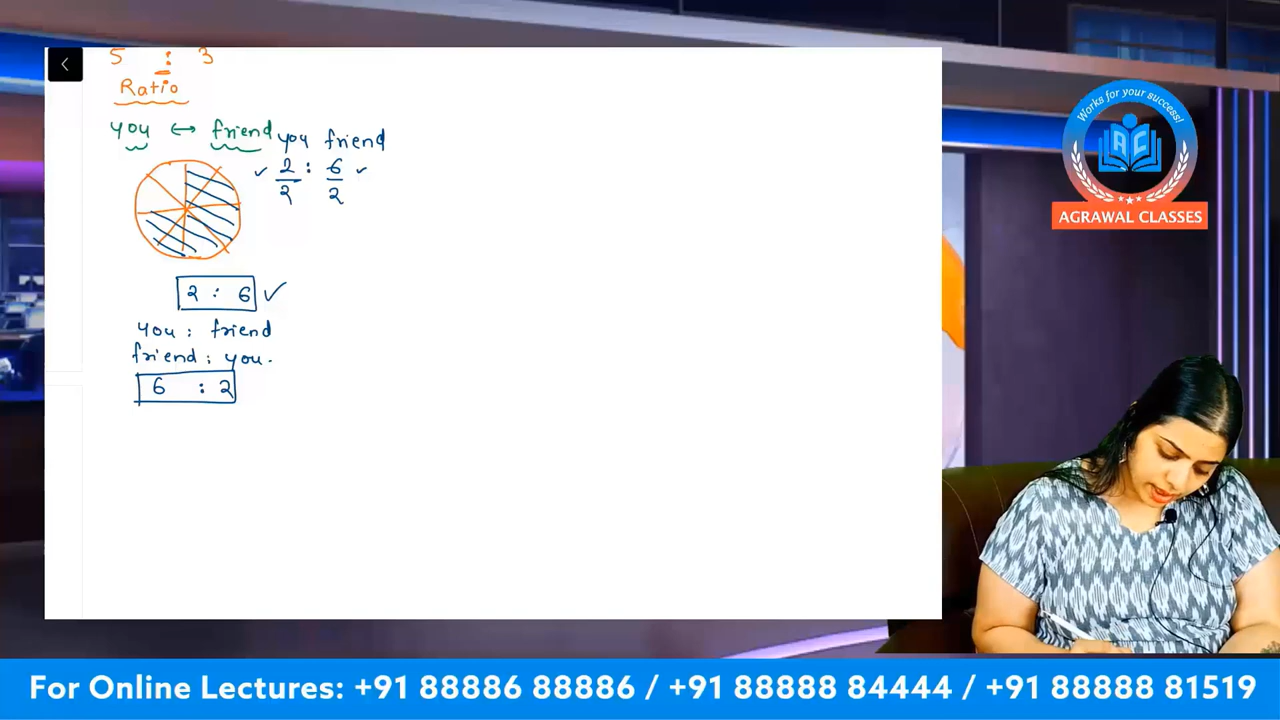 5 : 3
Ratio
you ↔ friend
you friend
✓ 2/2 : 6/2 ✓
2 : 6 ✓
you : friend
friend : you.
6 : 2
Works for your success!
AC
AGRAWAL CLASSES
For Online Lectures: +91 88886 88886 / +91 88888 84444 / +91 88888 81519